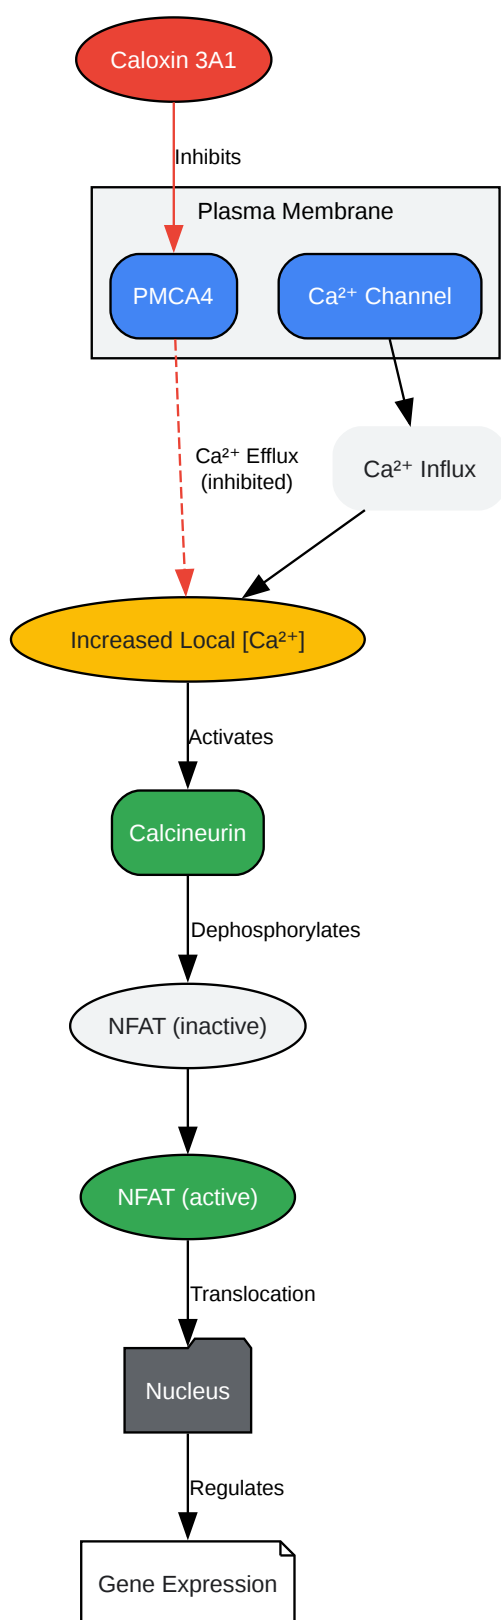 Caloxin 3A1
Inhibits
Plasma Membrane
PMCA4
Ca²⁺ Channel
Ca²⁺ Efflux
(inhibited)
Ca²⁺ Influx
Increased Local [Ca²⁺]
Activates
Calcineurin
Dephosphorylates
NFAT (inactive)
NFAT (active)
Translocation
Nucleus
Regulates
Gene Expression